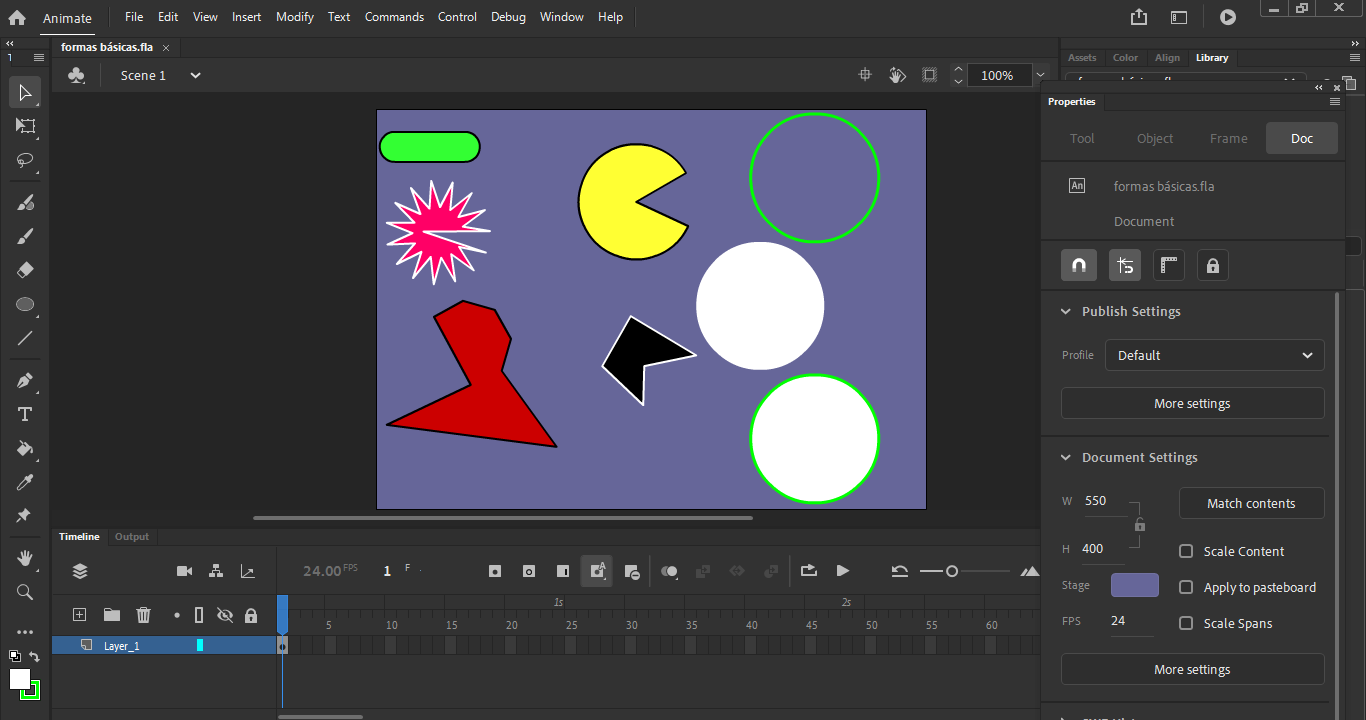 Animate File Edit View Insert Modify Text Commands Control Debug Window Help
formas básicas.fla
Assets Color Align Library
Scene 1 100%
Properties
Tool Object Frame Doc
An formas básicas.fla
Document
Publish Settings
Profile Default
More settings
Document Settings
W 550 Match contents
H 400 Scale Content
Stage Apply to pasteboard
FPS 24 Scale Spans
More settings
Timeline Output
24.00 FPS 1 F
1s 2s
5 10 15 20 25 30 35 40 45 50 55 60
Layer_1